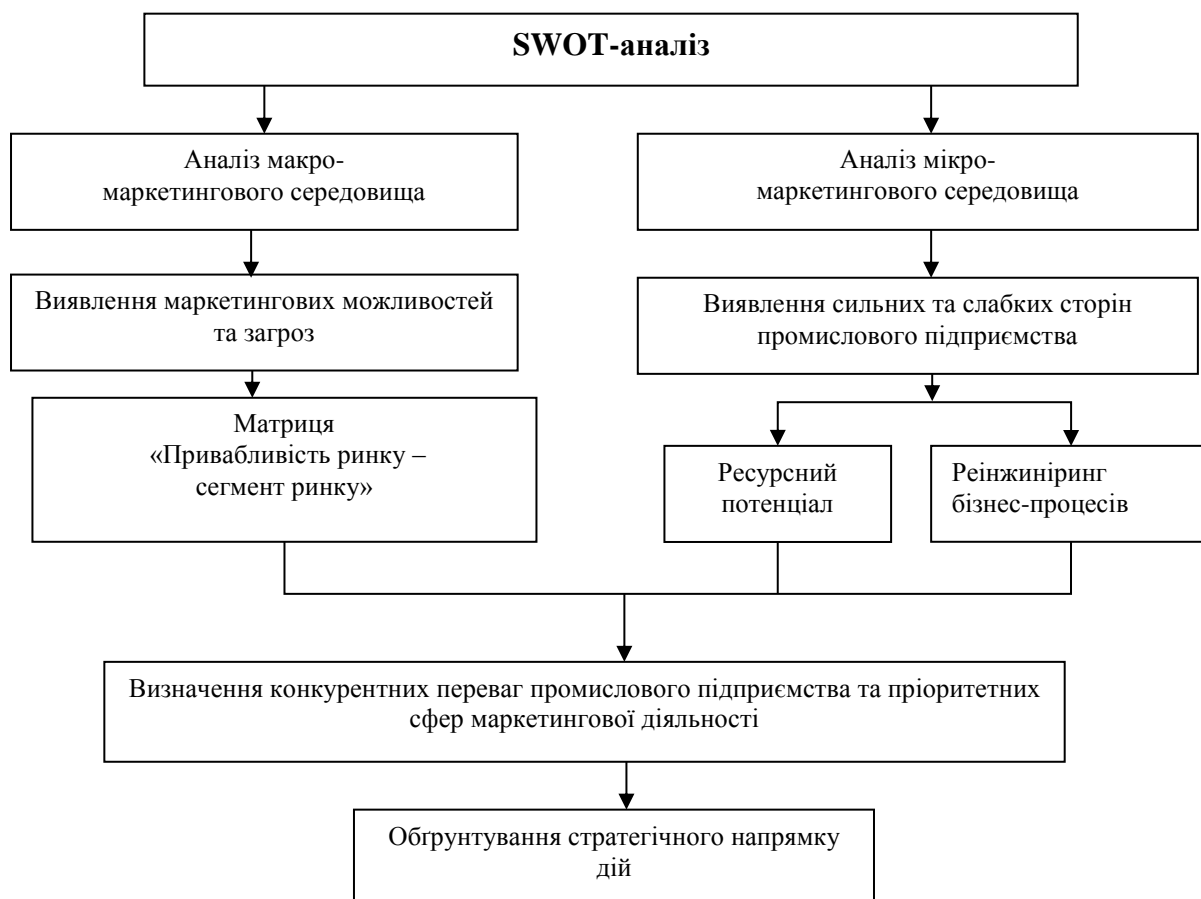 SWOT-аналіз
Аналіз макро-
маркетингового середовища
Аналіз мікро-
маркетингового середовища
Виявлення маркетингових можливостей
та загроз
Виявлення сильних та слабких сторін
промислового підприємства
Матриця
«Привабливість ринку –
сегмент ринку»
Ресурсний
потенціал
Реінжиніринг
бізнес-процесів
Визначення конкурентних переваг промислового підприємства та пріоритетних
сфер маркетингової діяльності
Обґрунтування стратегічного напрямку
дій